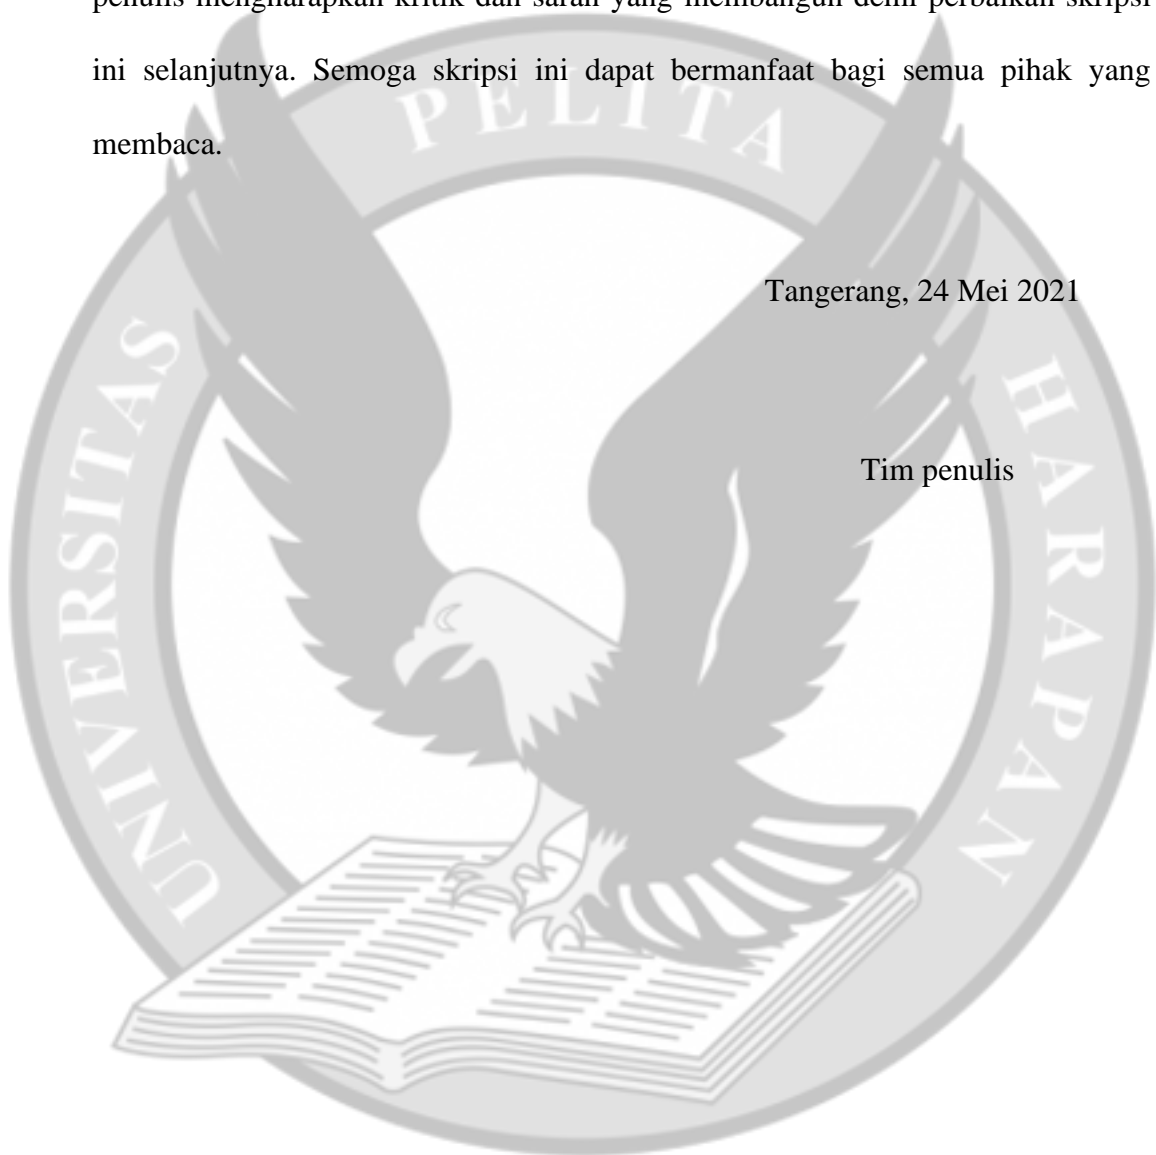 penulis mengharapkan kritik dan saran yang membangun demi perbaikan skripsi
ini selanjutnya. Semoga skripsi ini dapat bermanfaat bagi semua pihak yang
membaca.
Tangerang, 24 Mei 2021
Tim penulis
UNIVERSITAS
PELITA
HARAPAN